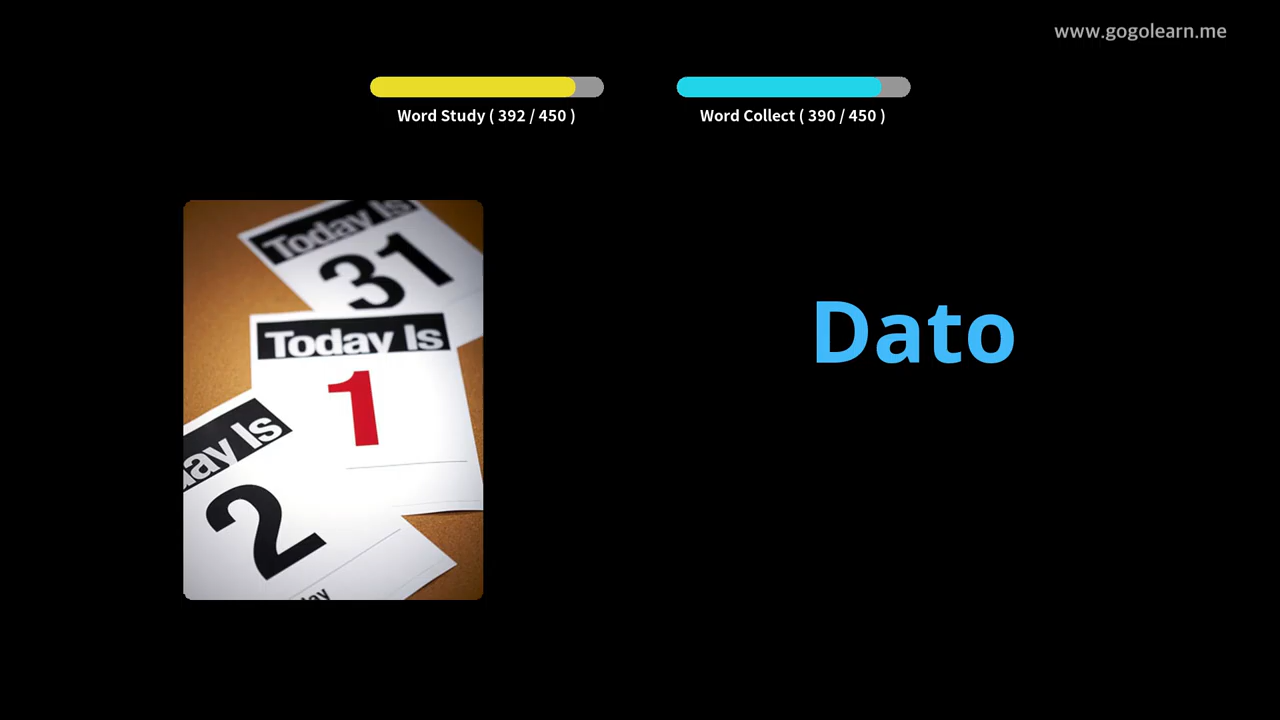 www.gogolearn.me
Word Study ( 392 / 450 )
Word Collect ( 390 / 450 )
Today Is
31
Today Is
1
ay Is
2
ay
Dato